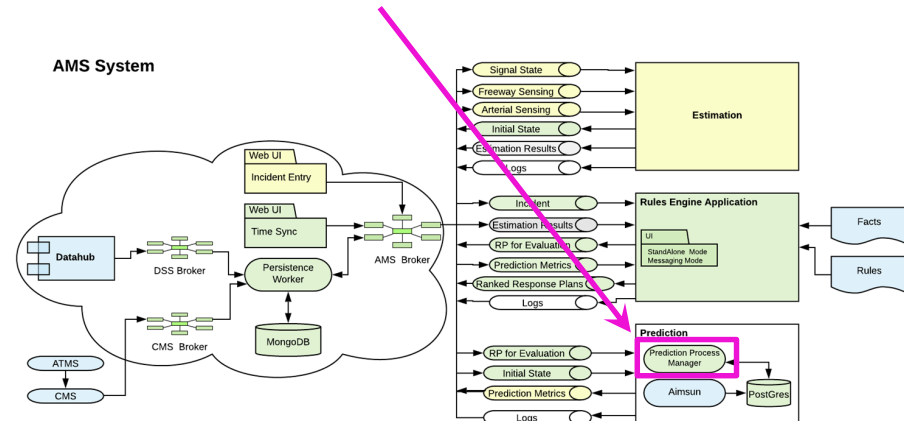 AMS System
Signal State
Freeway Sensing
Arterial Sensing
Initial State
Estimation Results
Logs
Estimation
Web UI
Incident Entry
Web UI
Time Sync
Datahub
DSS Broker
Persistence
Worker
AMS Broker
CMS Broker
MongoDB
ATMS
CMS
Incident
Estimation Results
RP for Evaluation
Prediction Metrics
Ranked Response Plans
Logs
Rules Engine Application
UI
StandAlone Mode
Messaging Mode
Facts
Rules
RP for Evaluation
Initial State
Prediction Metrics
Logs
Prediction
Prediction Process
Manager
Aimsun
PostGres